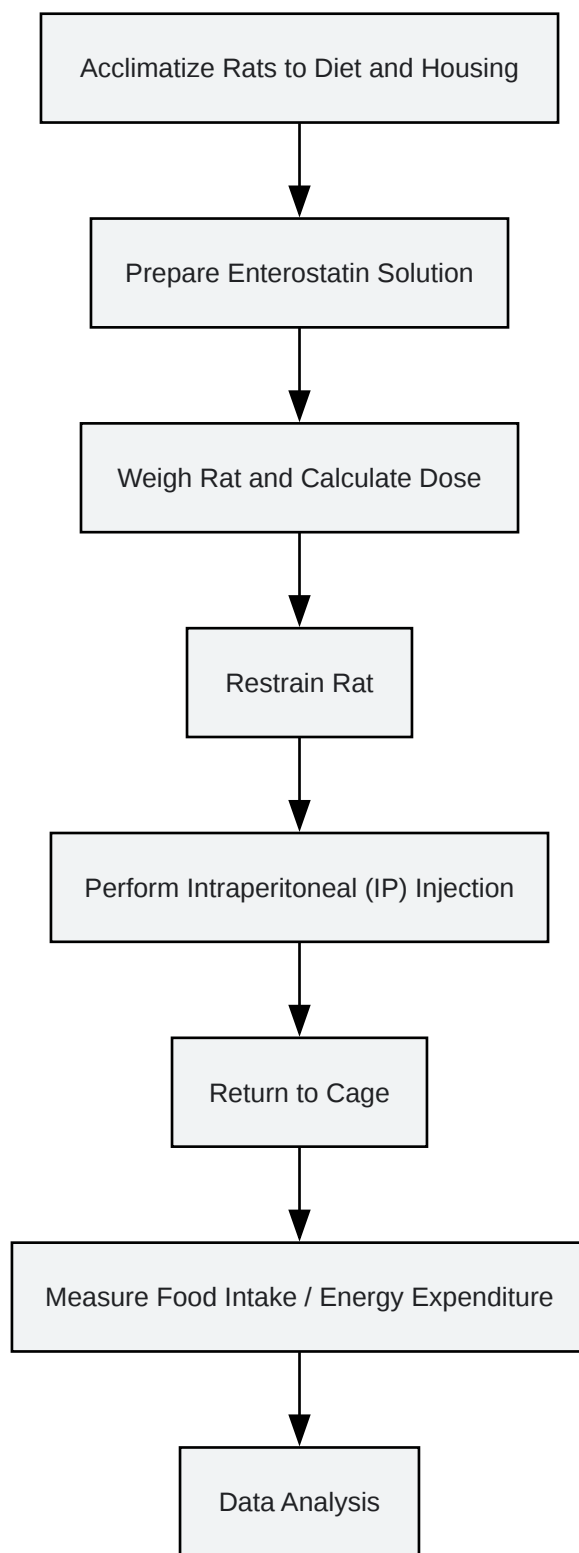 Acclimatize Rats to Diet and Housing
Prepare Enterostatin Solution
Weigh Rat and Calculate Dose
Restrain Rat
Perform Intraperitoneal (IP) Injection
Return to Cage
Measure Food Intake / Energy Expenditure
Data Analysis